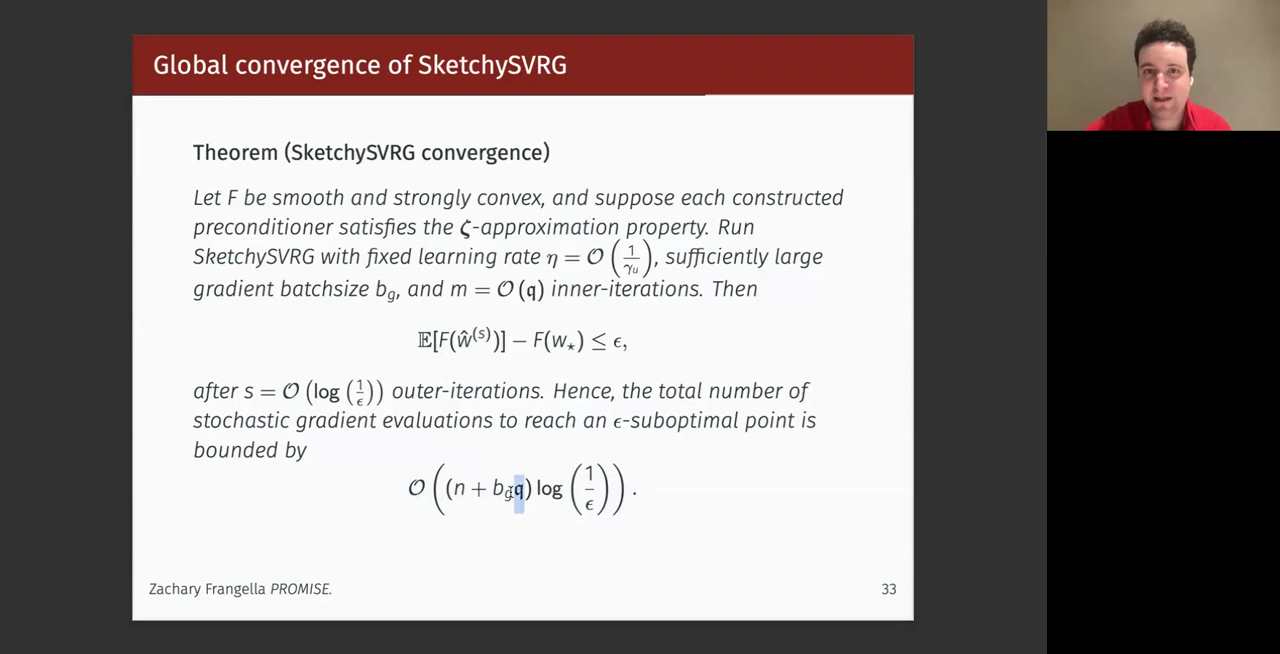 Global convergence of SketchySVRG
Theorem (SketchySVRG convergence)
Let F be smooth and strongly convex, and suppose each constructed
preconditioner satisfies the ζ-approximation property. Run
SketchySVRG with fixed learning rate η = 𝒪(1/γ_u), sufficiently large
gradient batchsize b_g, and m = 𝒪(𝔮) inner-iterations. Then
𝔼[F(ŵ^(s))] − F(w_⋆) ≤ ϵ,
after s = 𝒪(log(1/ϵ)) outer-iterations. Hence, the total number of
stochastic gradient evaluations to reach an ϵ-suboptimal point is
bounded by
𝒪((n + b_g𝔮) log(1/ϵ)).
Zachary Frangella PROMISE. 33